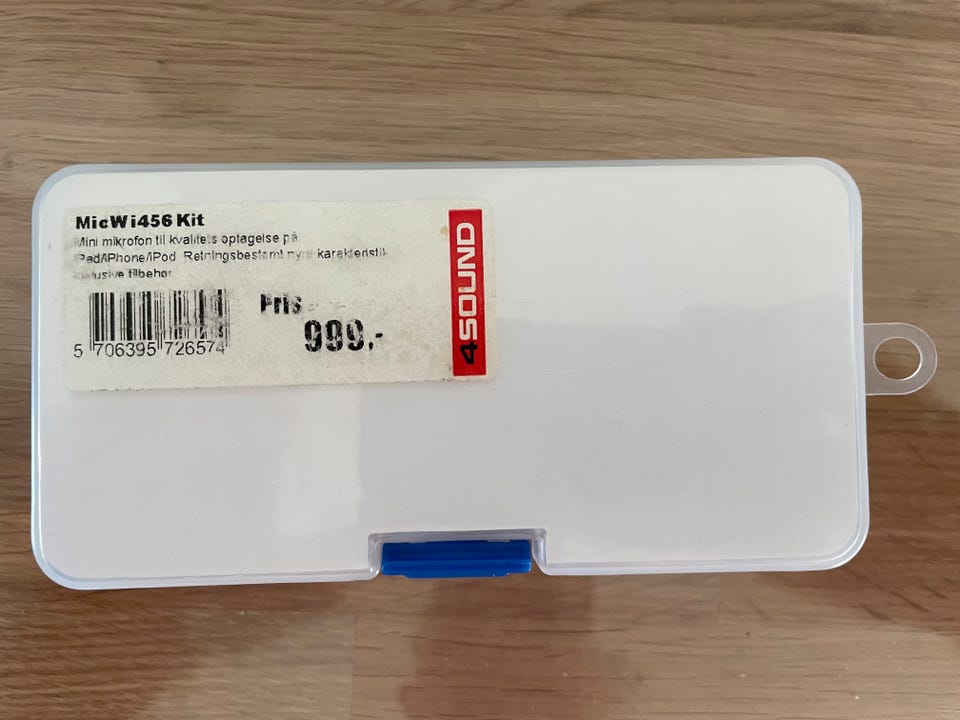 MicWi456 Kit
Mini mikrofon til kvalitets optagelse på
iPad/iPhone/iPod Retningsbestemt nyre karakteristik
inklusive tilbehør
Pris
999,-
5 706395 726574
4SOUND